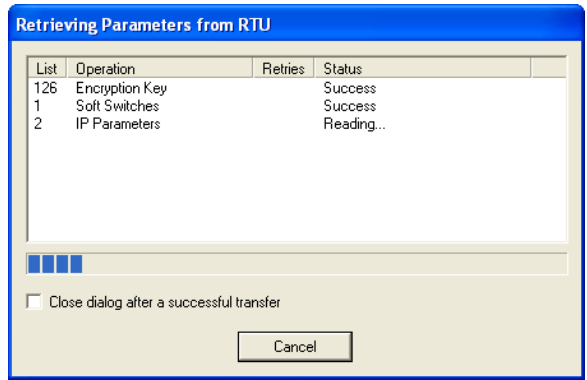 Retrieving Parameters from RTU
List Operation Retries Status
126 Encryption Key Success
1 Soft Switches Success
2 IP Parameters Reading...
Close dialog after a successful transfer
Cancel